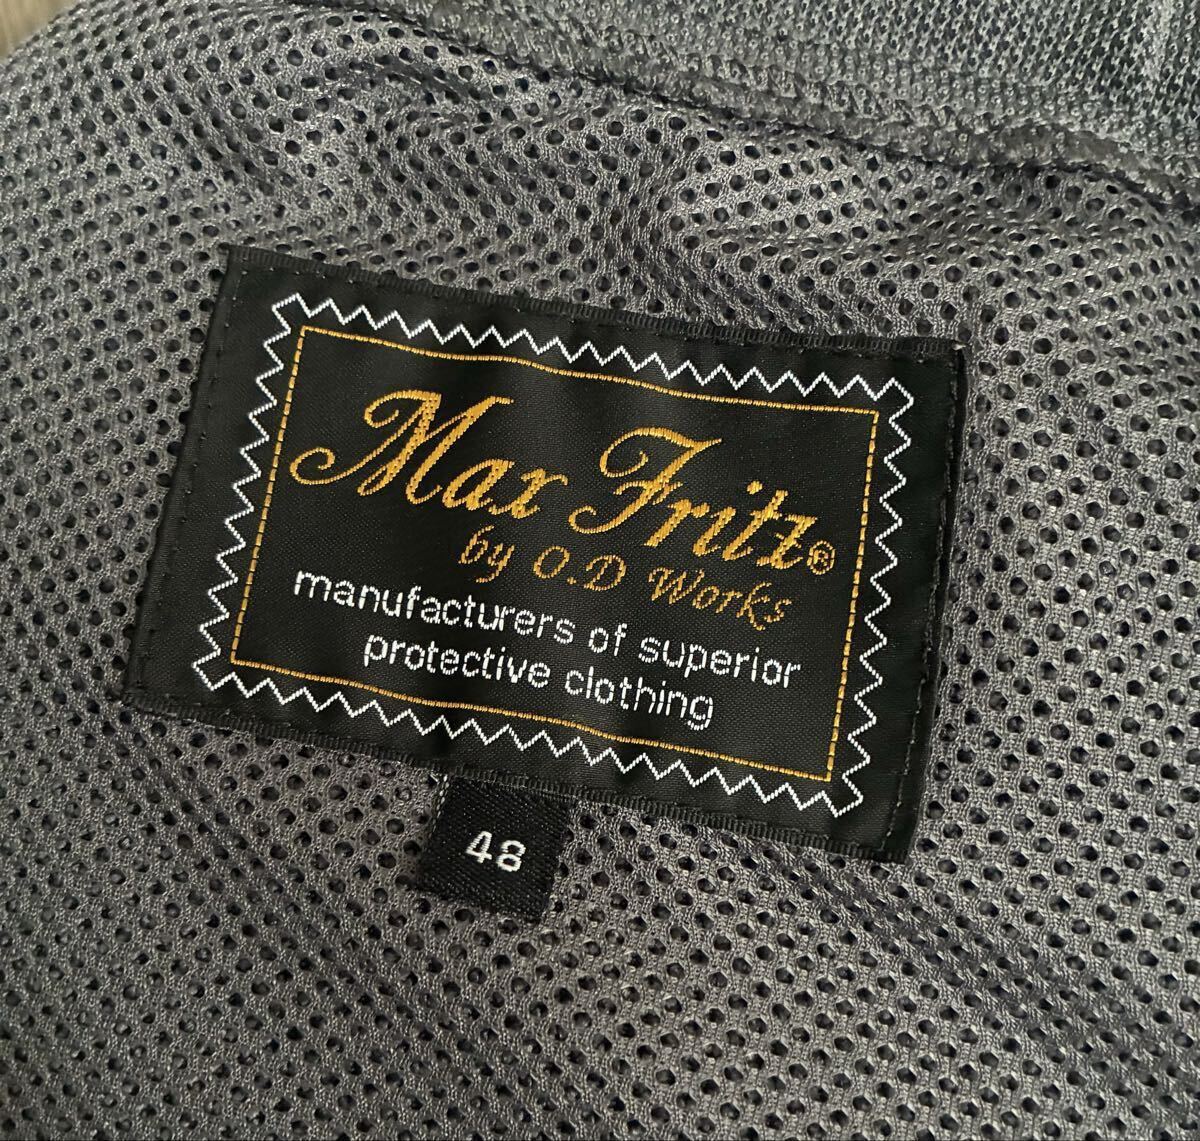 Max Fritz®
by O.D Works
manufacturers of superior
protective clothing
48